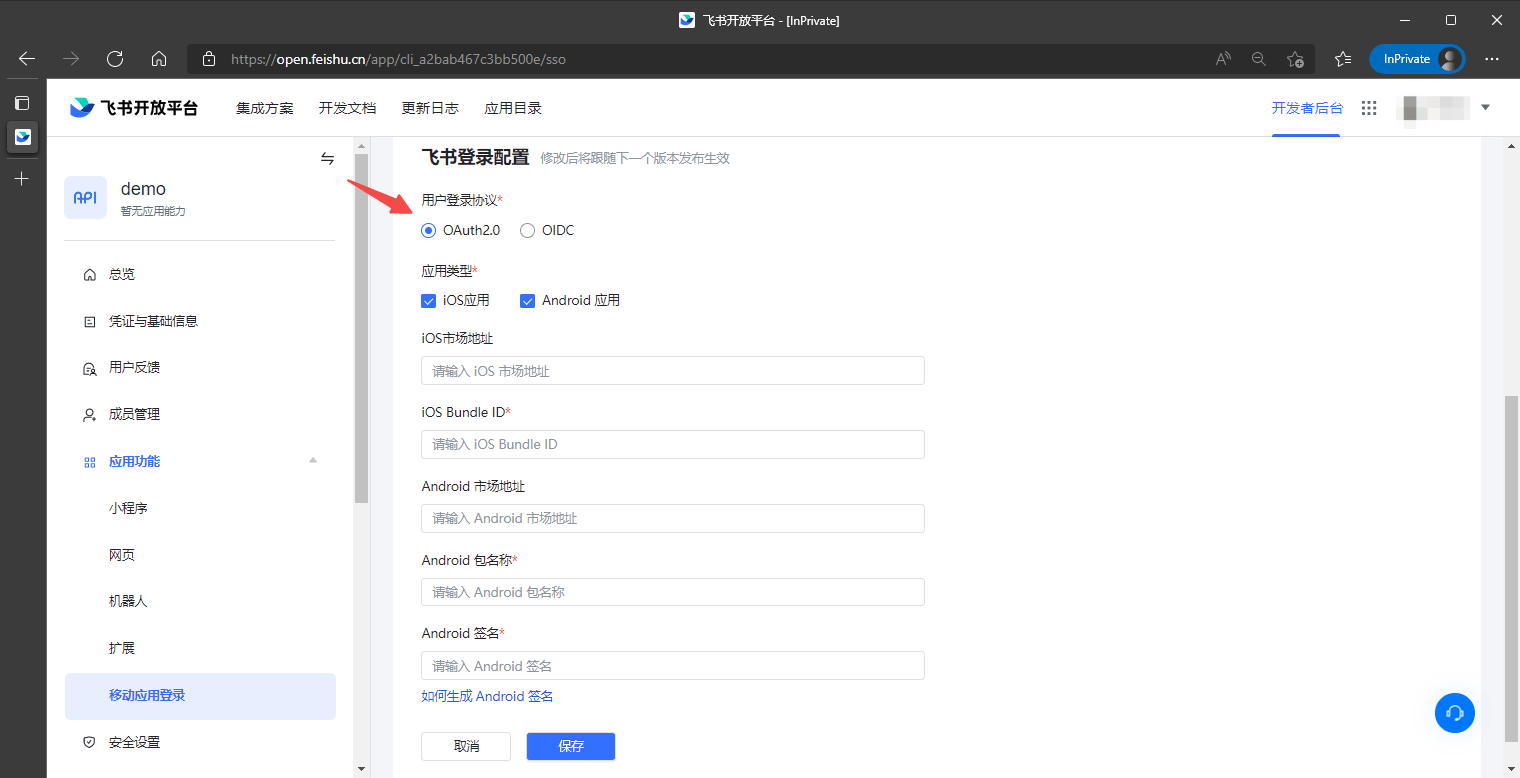 飞书开放平台 - [InPrivate]
https://open.feishu.cn/app/cli_a2bab467c3bb500e/sso
InPrivate
飞书开放平台 集成方案 开发文档 更新日志 应用目录 开发者后台
API
demo
暂无应用能力
总览
凭证与基础信息
用户反馈
成员管理
应用功能
小程序
网页
机器人
扩展
移动应用登录
安全设置
飞书登录配置 修改后将跟随下一个版本发布生效
用户登录协议*
OAuth2.0 OIDC
应用类型*
iOS应用 Android 应用
iOS市场地址
请输入 iOS 市场地址
iOS Bundle ID*
请输入 iOS Bundle ID
Android 市场地址
请输入 Android 市场地址
Android 包名称*
请输入 Android 包名称
Android 签名*
请输入 Android 签名
如何生成 Android 签名
取消 保存